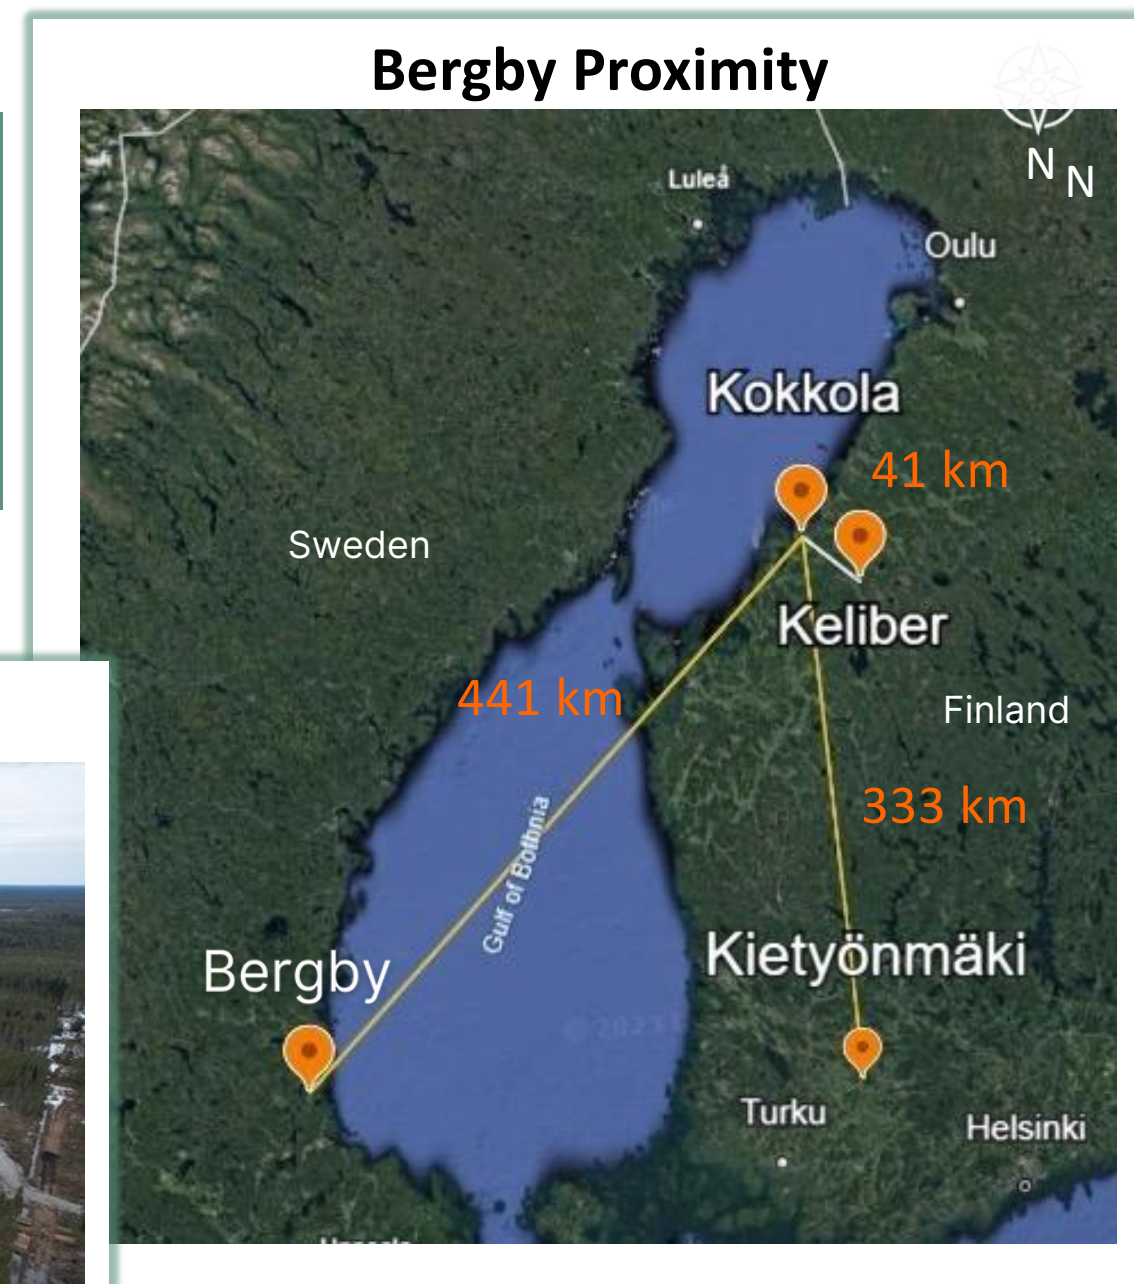 Bergby Proximity
N
N
Luleå
Oulu
Kokkola
41 km
Sweden
Keliber
441 km
Finland
333 km
Gulf of Bothnia
Kietyönmäki
Bergby
Turku
Helsinki